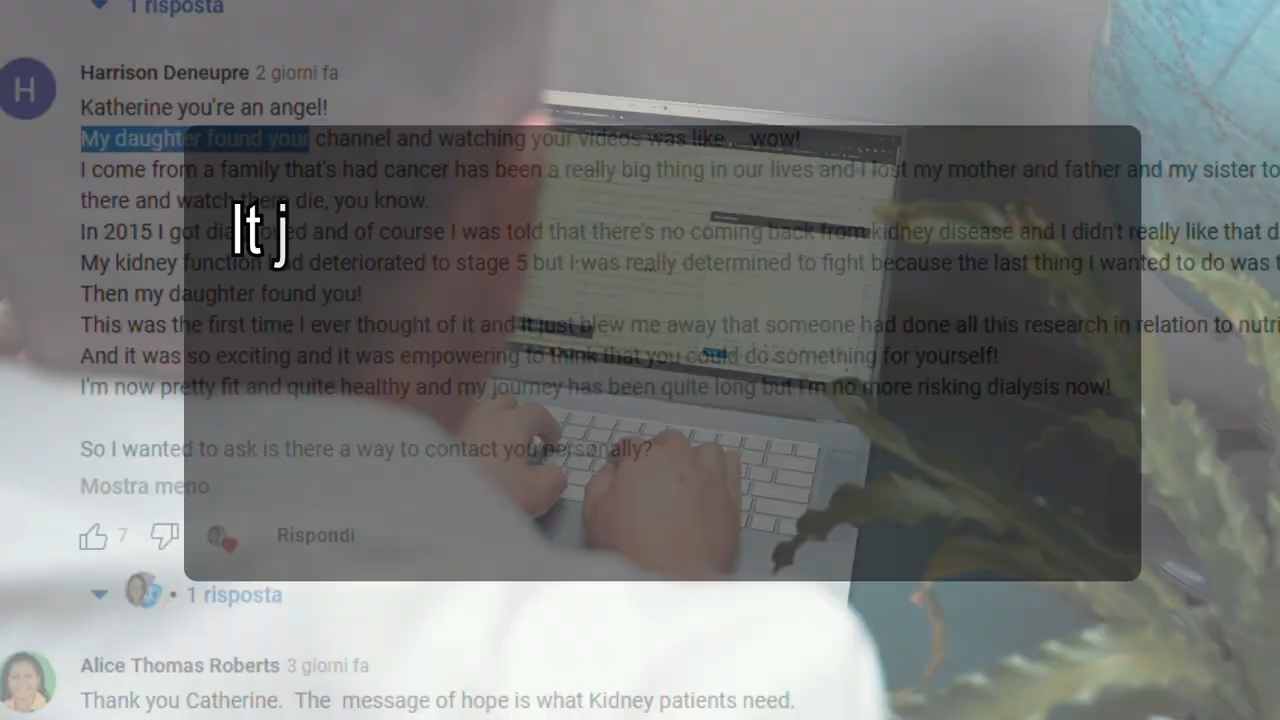 1 risposta
H
Harrison Deneupre 2 giorni fa
Katherine you're an angel!
My daughter found your channel and watching your videos was like... wow!
I come from a family that's had cancer has been a really big thing in our lives and I lost my mother and father and my sister to
there and watch them die, you know.
In 2015 I got and of course I was told that there's no coming back from kidney disease and I didn't really like that d
My kidney function had deteriorated to stage 5 but I was really determined to fight because the last thing I wanted to do was t
Then my daughter found you!
This was the first time I ever thought of it and it just blew me away that someone had done all this research in relation to nutri
And it was so exciting and it was empowering to think that you could do something for yourself!
I'm now pretty fit and quite healthy and my journey has been quite long but I'm no more risking dialysis now!
It j
So I wanted to ask is there a way to contact you personally?
Mostra meno
7
Rispondi
• 1 risposta
Alice Thomas Roberts 3 giorni fa
Thank you Catherine. The message of hope is what Kidney patients need.